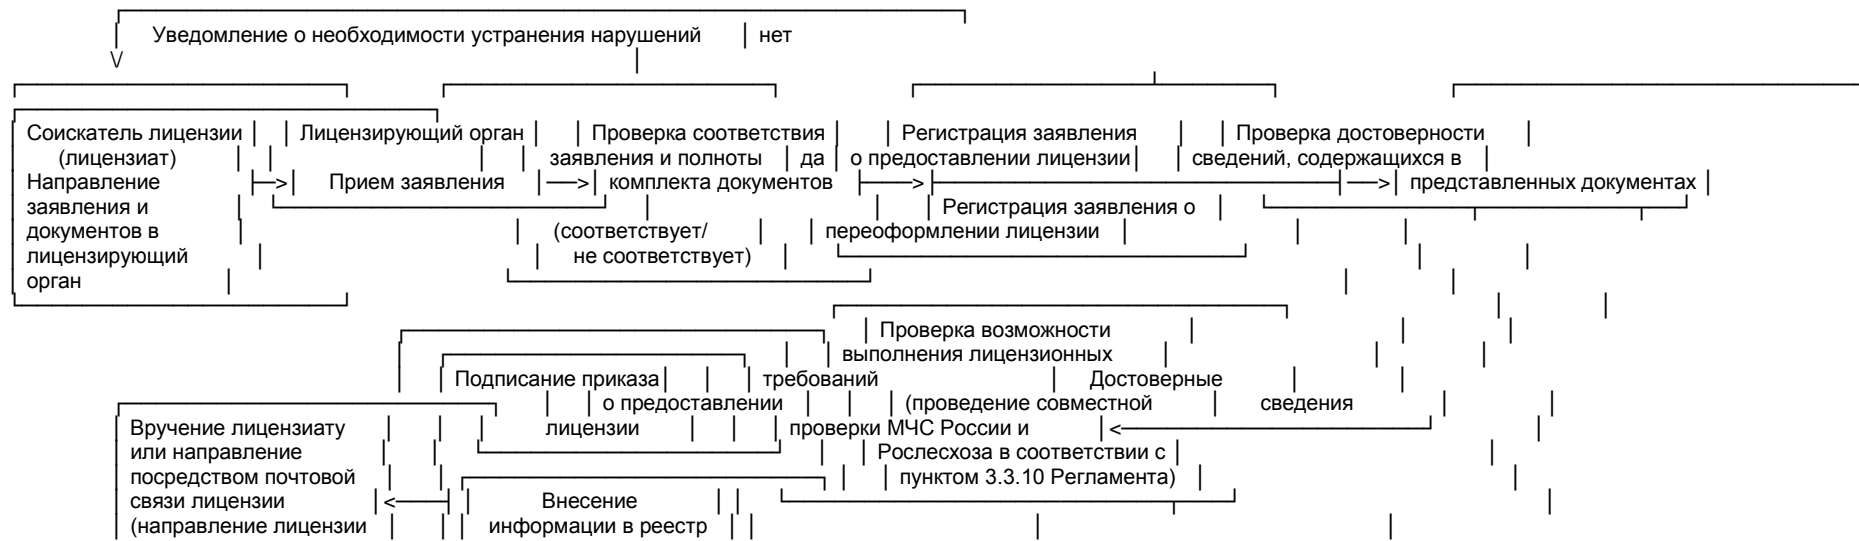 Уведомление о необходимости устранения нарушений нет
Соискатель лицензии Лицензирующий орган Проверка соответствия Регистрация заявления Проверка достоверности
(лицензиат) заявления и полноты да о предоставлении лицензии сведений, содержащихся в
Направление Прием заявления комплекта документов представленных документах
заявления и Регистрация заявления о
документов в (соответствует/ переоформлении лицензии
лицензирующий не соответствует)
орган
Проверка возможности
выполнения лицензионных
Подписание приказа требований Достоверные
о предоставлении (проведение совместной сведения
Вручение лицензиату лицензии проверки МЧС России и
или направление Рослесхоза в соответствии с
посредством почтовой пунктом 3.3.10 Регламента)
связи лицензии Внесение
(направление лицензии информации в реестр